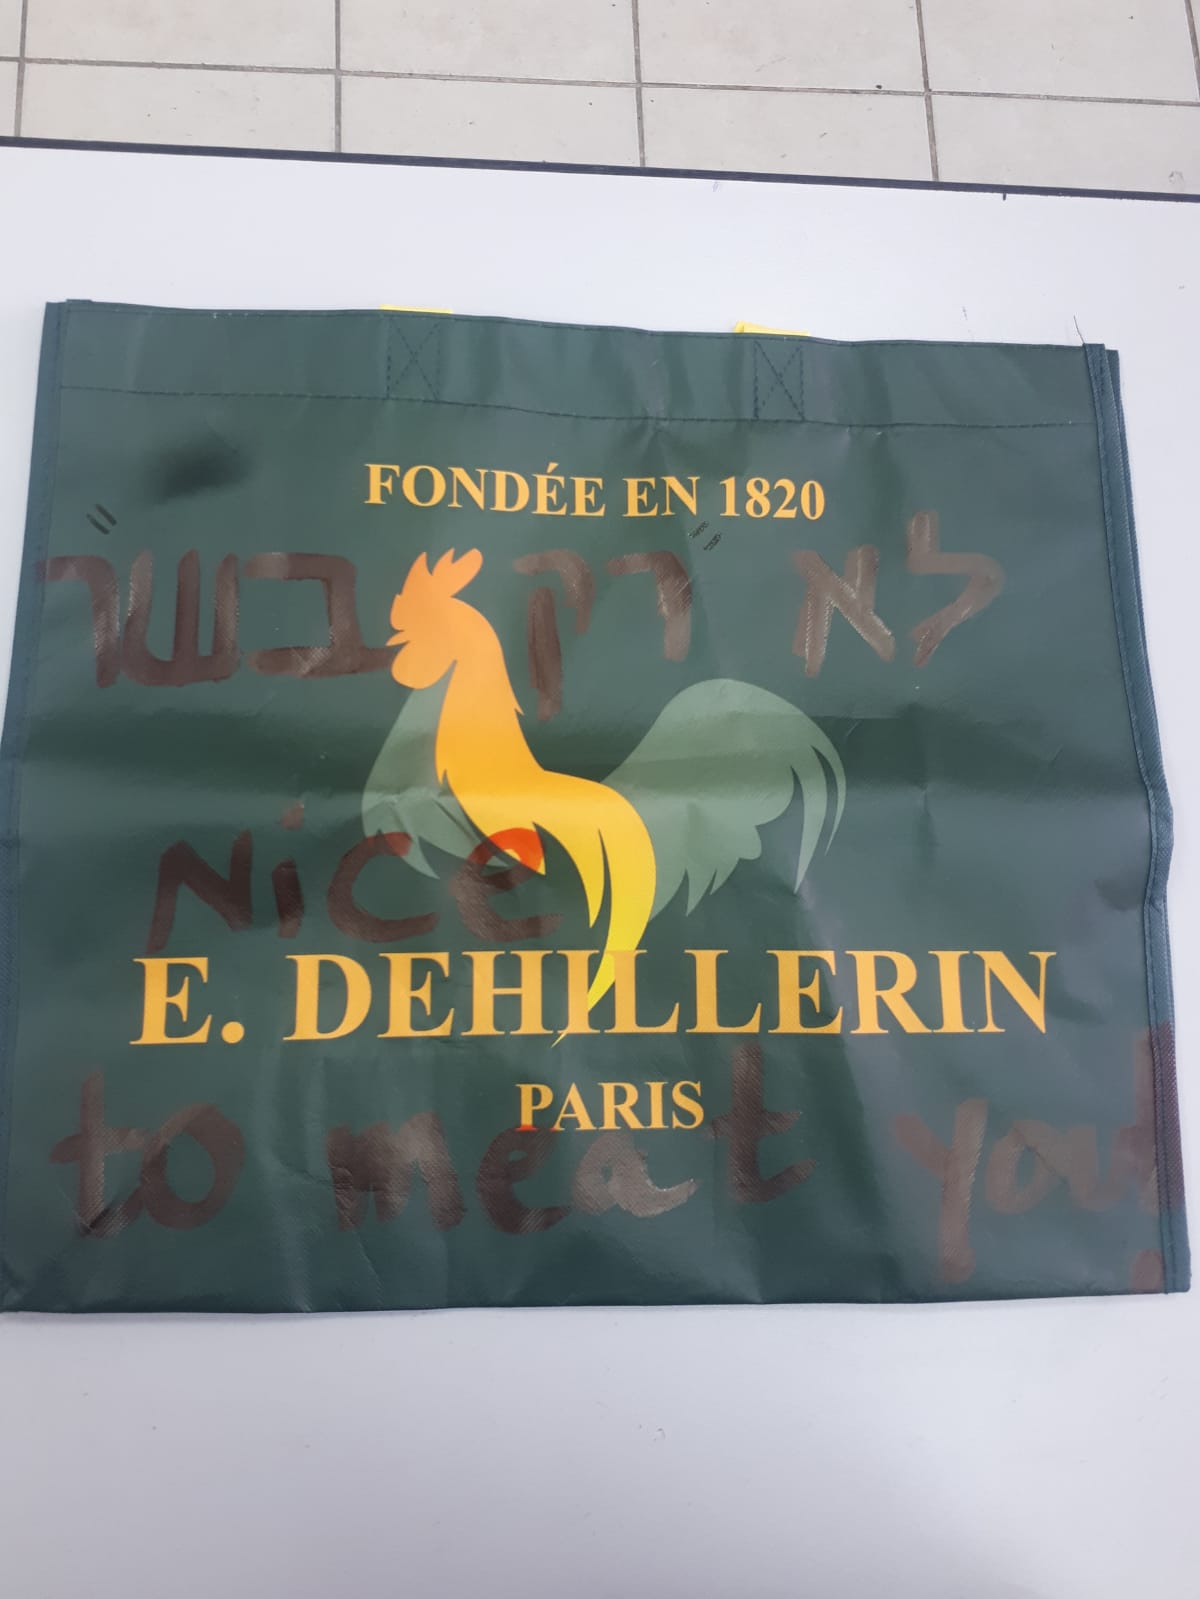 FONDÉE EN 1820
לא רק בשר
Nice
E. DEHILLERIN
PARIS
to meat you!